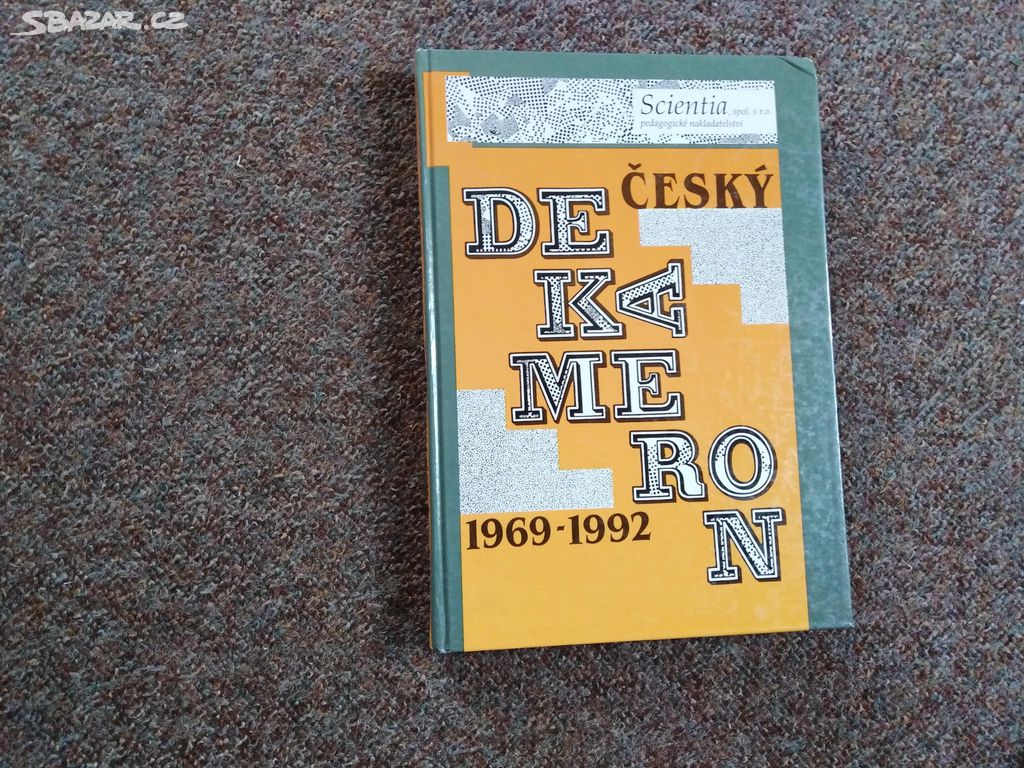 SBAZAR.CZ
Scientia, spol. s r.o.
pedagogické nakladatelství
ČESKÝ
DE
KA
ME
RO
N
1969-1992